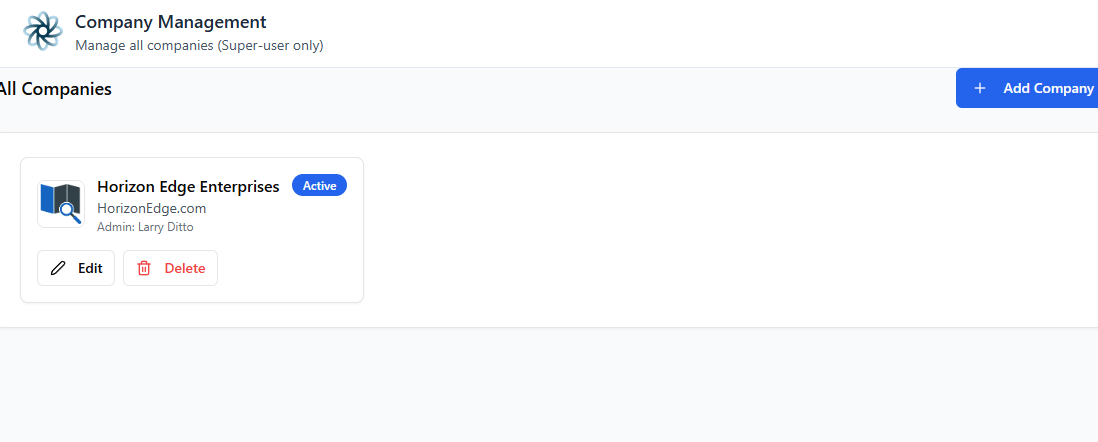 Company Management
Manage all companies (Super-user only)
All Companies
Add Company
Horizon Edge Enterprises
Active
HorizonEdge.com
Admin: Larry Ditto
Edit
Delete